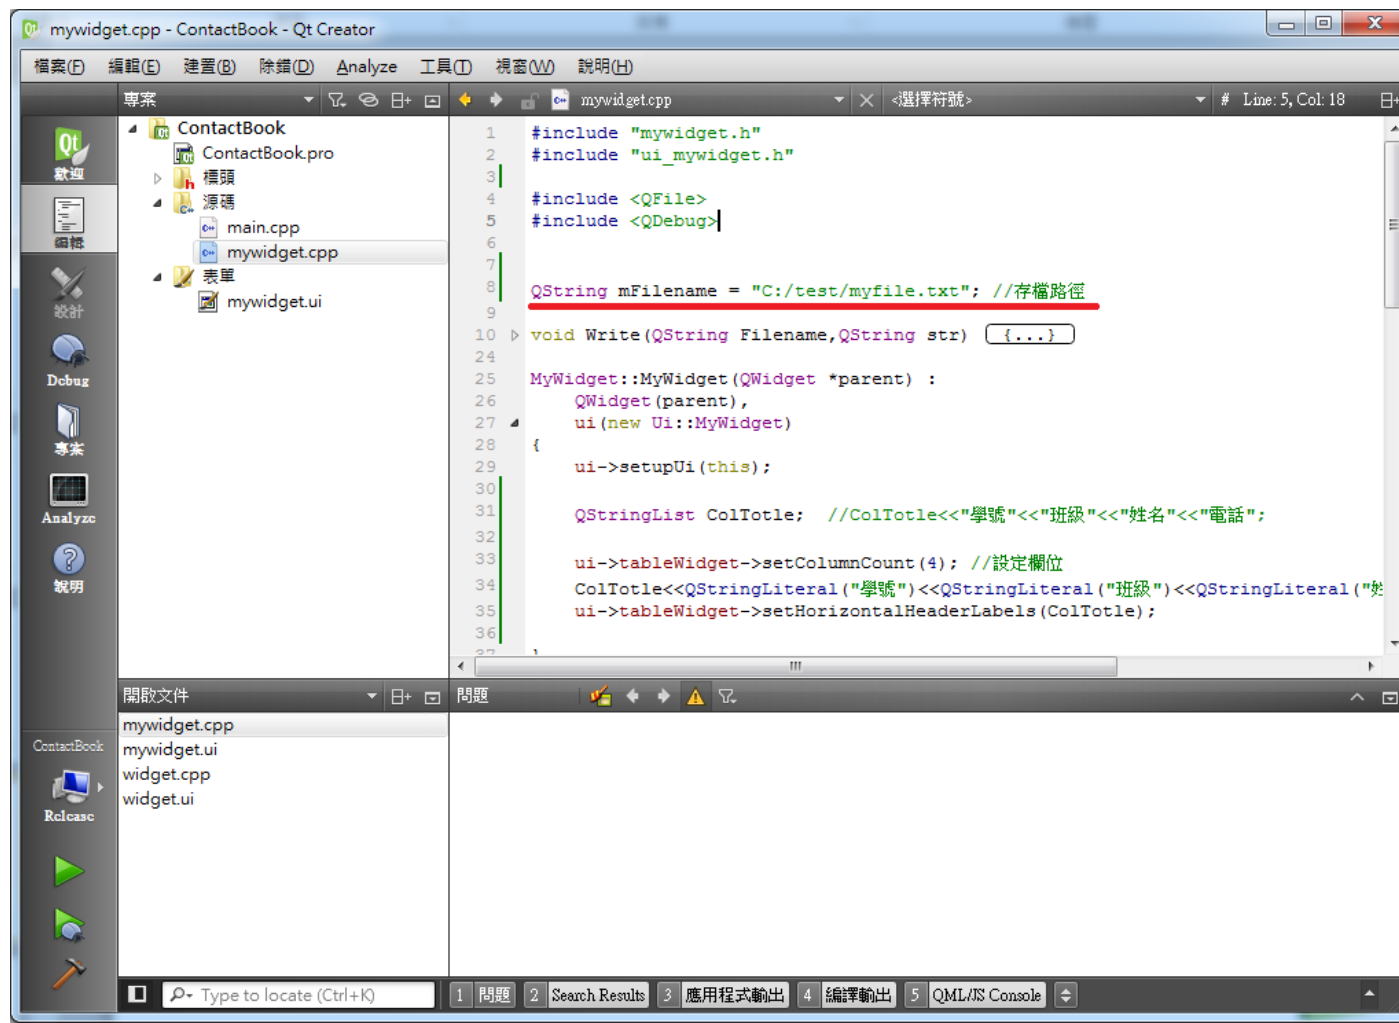 mywidget.cpp - ContactBook - Qt Creator
檔案(F) 編輯(E) 建置(B) 除錯(D) Analyze 工具(T) 視窗(W) 說明(H)
專案
mywidget.cpp
<選擇符號>
# Line: 5, Col: 18
歡迎
編輯
設計
Debug
專案
Analyze
說明
ContactBook
Release
ContactBook
ContactBook.pro
標頭
源碼
main.cpp
mywidget.cpp
表單
mywidget.ui
1 #include "mywidget.h"
2 #include "ui_mywidget.h"
3
4 #include <QFile>
5 #include <QDebug>
6
7
8 QString mFilename = "C:/test/myfile.txt"; //存檔路徑
9
10 void Write(QString Filename,QString str) {...}
24
25 MyWidget::MyWidget(QWidget *parent) :
26 QWidget(parent),
27 ui(new Ui::MyWidget)
28 {
29 ui->setupUi(this);
30
31 QStringList ColTotle; //ColTotle<<"學號"<<"班級"<<"姓名"<<"電話";
32
33 ui->tableWidget->setColumnCount(4); //設定欄位
34 ColTotle<<QStringLiteral("學號")<<QStringLiteral("班級")<<QStringLiteral("姓
35 ui->tableWidget->setHorizontalHeaderLabels(ColTotle);
36
37 }
開啟文件
mywidget.cpp
mywidget.ui
widget.cpp
widget.ui
問題
Type to locate (Ctrl+K)
1 問題 2 Search Results 3 應用程式輸出 4 編譯輸出 5 QML/JS Console